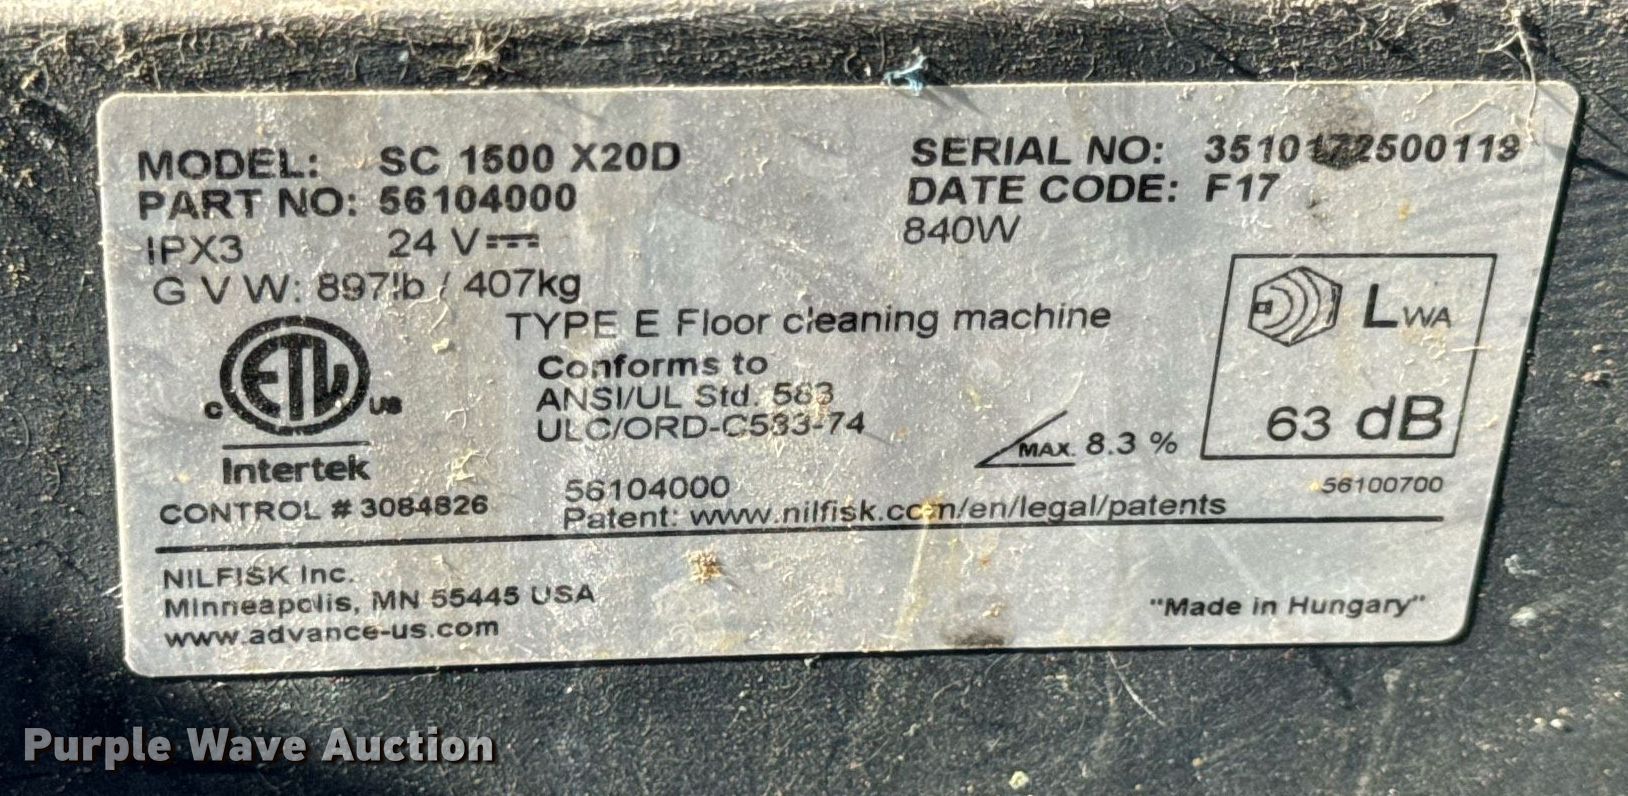 MODEL: SC 1500 X20D
PART NO: 56104000
IPX3 24 V
G V W: 897lb / 407kg
SERIAL NO: 3510172500119
DATE CODE: F17
840W
TYPE E Floor cleaning machine
Conforms to
ANSI/UL Std. 583
ULC/ORD-C583-74
C ETL US
Intertek
CONTROL # 3084826
MAX. 8.3 %
LWA
63 dB
56104000
Patent: www.nilfisk.com/en/legal/patents
56100700
NILFISK Inc.
Minneapolis, MN 55445 USA
www.advance-us.com
"Made in Hungary"
Purple Wave Auction